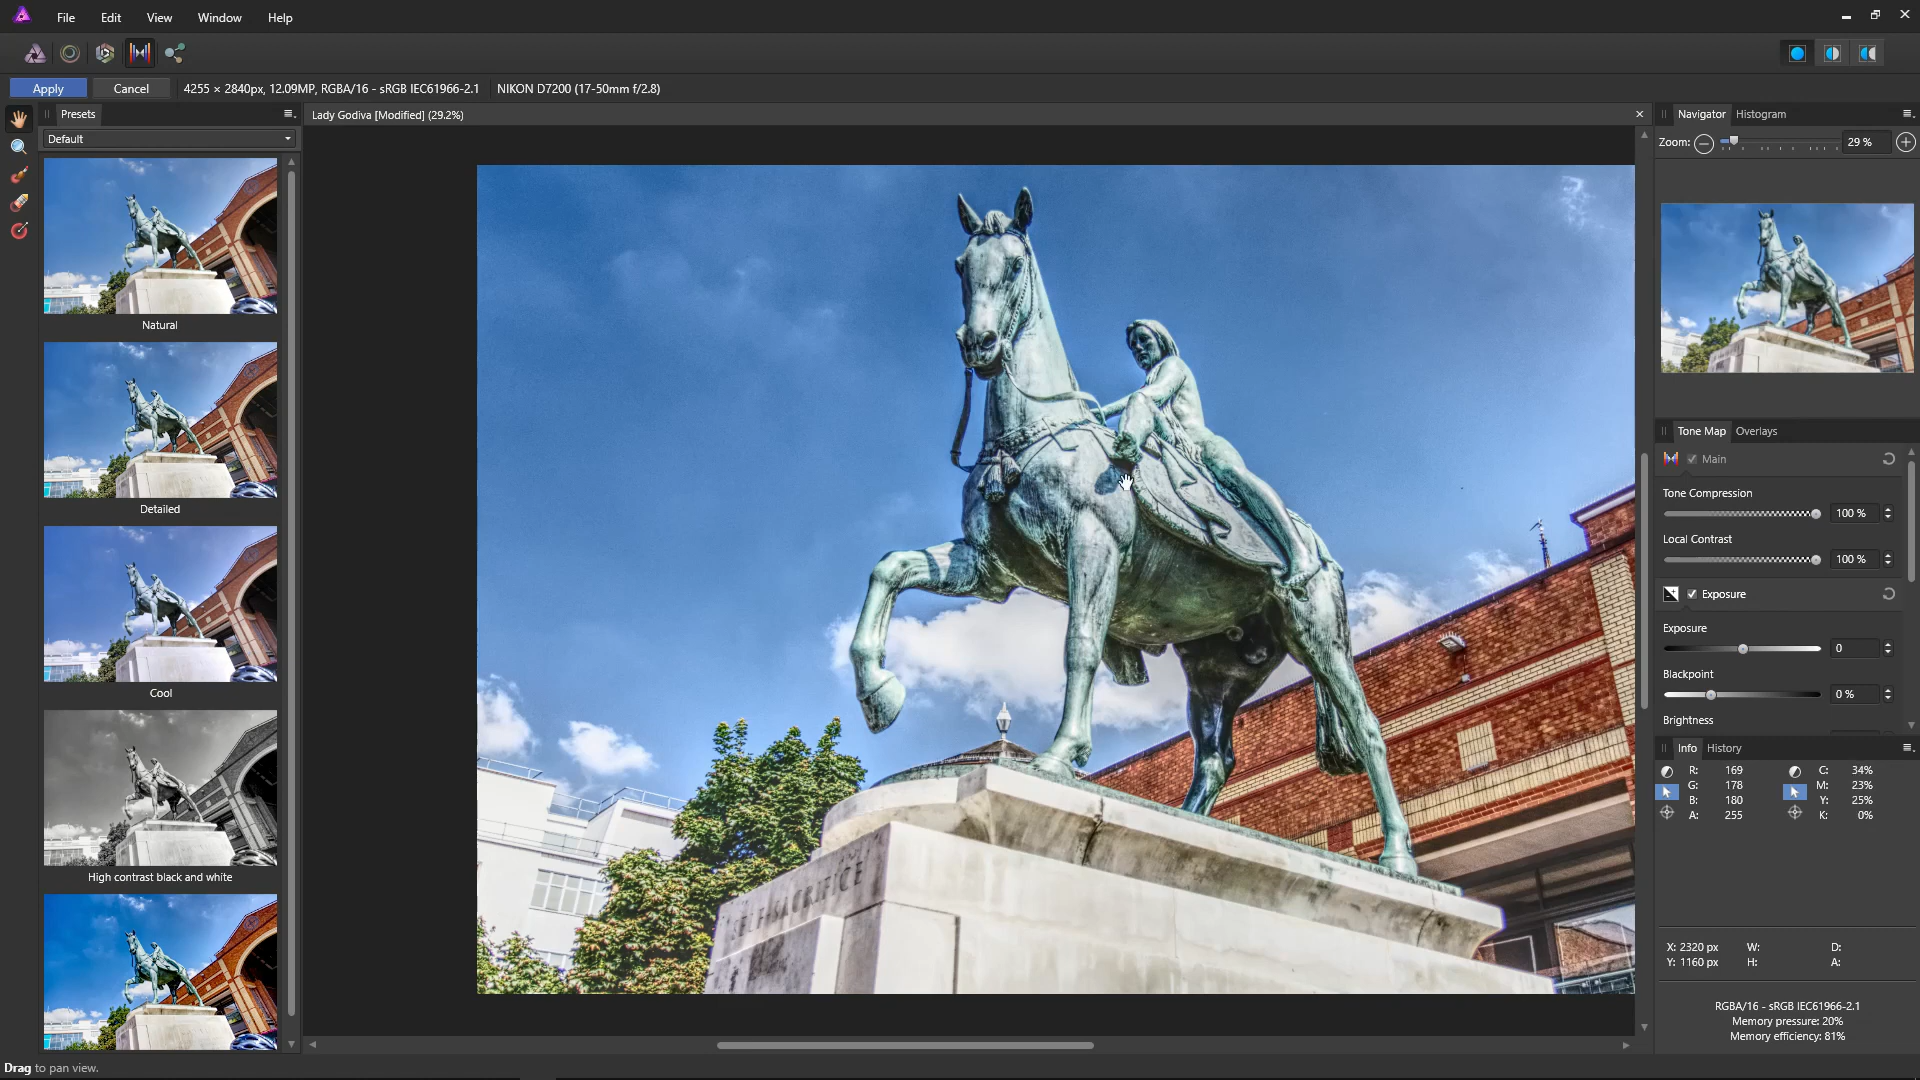 File Edit View Window Help
Apply Cancel 4255 × 2840px, 12.09MP, RGBA/16 - sRGB IEC61966-2.1 NIKON D7200 (17-50mm f/2.8)
Presets
Default
Natural
Detailed
Cool
High contrast black and white
Lady Godiva [Modified] (29.2%)
SELF-SACRIFICE
Navigator Histogram
Zoom: 29 %
Tone Map Overlays
Main
Tone Compression
100 %
Local Contrast
100 %
Exposure
Exposure
0
Blackpoint
0 %
Brightness
Info History
R: 169 C: 34%
G: 178 M: 23%
B: 180 Y: 25%
A: 255 K: 0%
X: 2320 px W: D:
Y: 1160 px H: A:
RGBA/16 - sRGB IEC61966-2.1
Memory pressure: 20%
Memory efficiency: 81%
Drag to pan view.